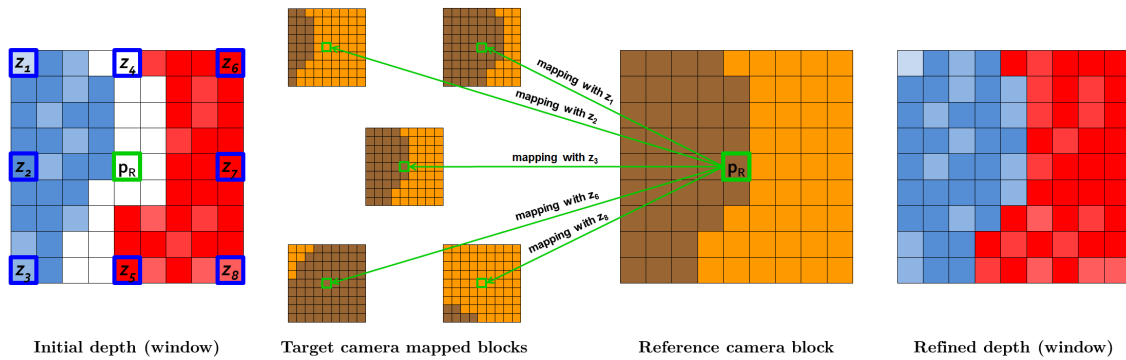 z1 z4 z6
z2 pR z7
z3 z5 z8
mapping with z1
mapping with z2
mapping with z3
mapping with z6
mapping with z8
pR
Initial depth (window)
Target camera mapped blocks
Reference camera block
Refined depth (window)